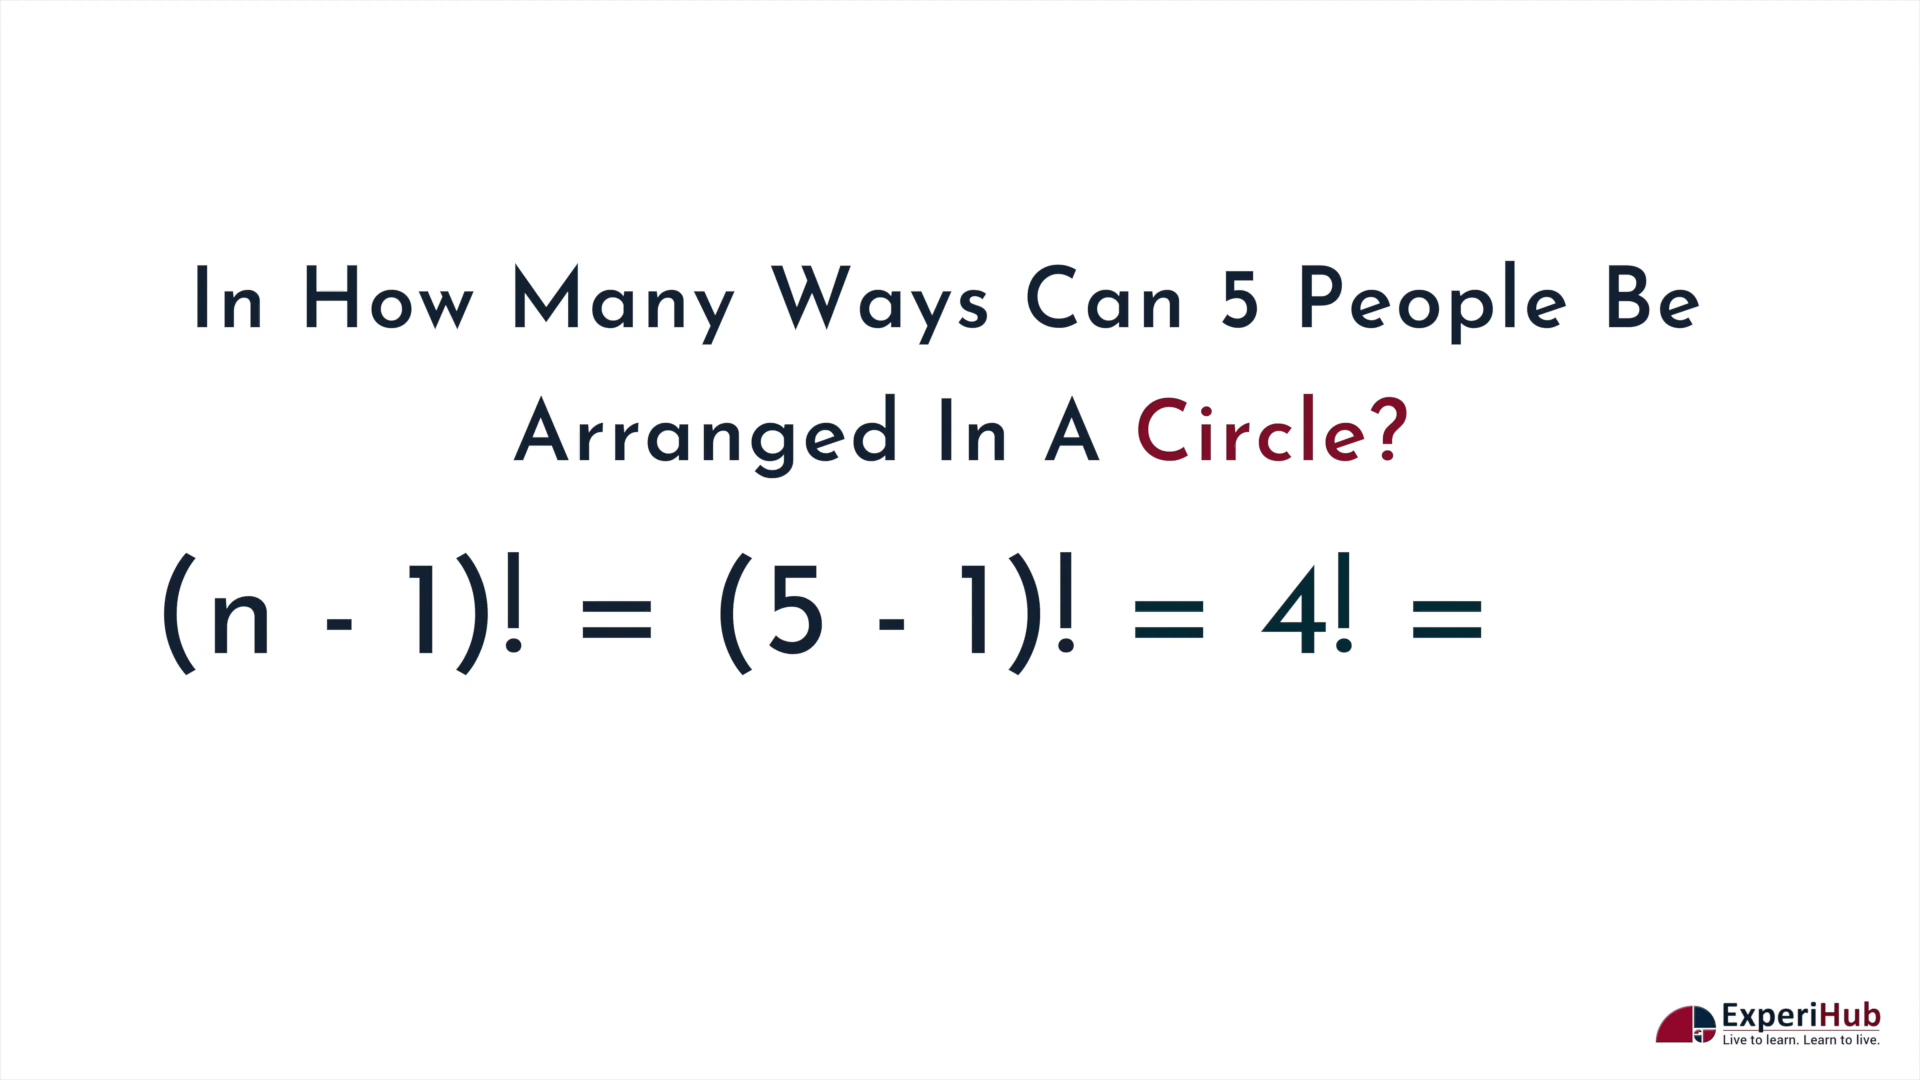 In How Many Ways Can 5 People Be
Arranged In A Circle?
(n - 1)! = (5 - 1)! = 4! =
ExperiHub
Live to learn. Learn to live.